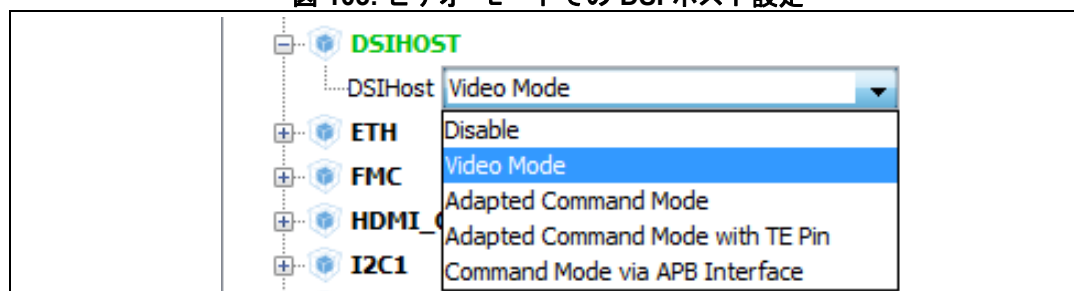 DSIHOST
DSIHost Video Mode
Disable
ETH
Video Mode
FMC
Adapted Command Mode
HDMI_
Adapted Command Mode with TE Pin
I2C1
Command Mode via APB Interface